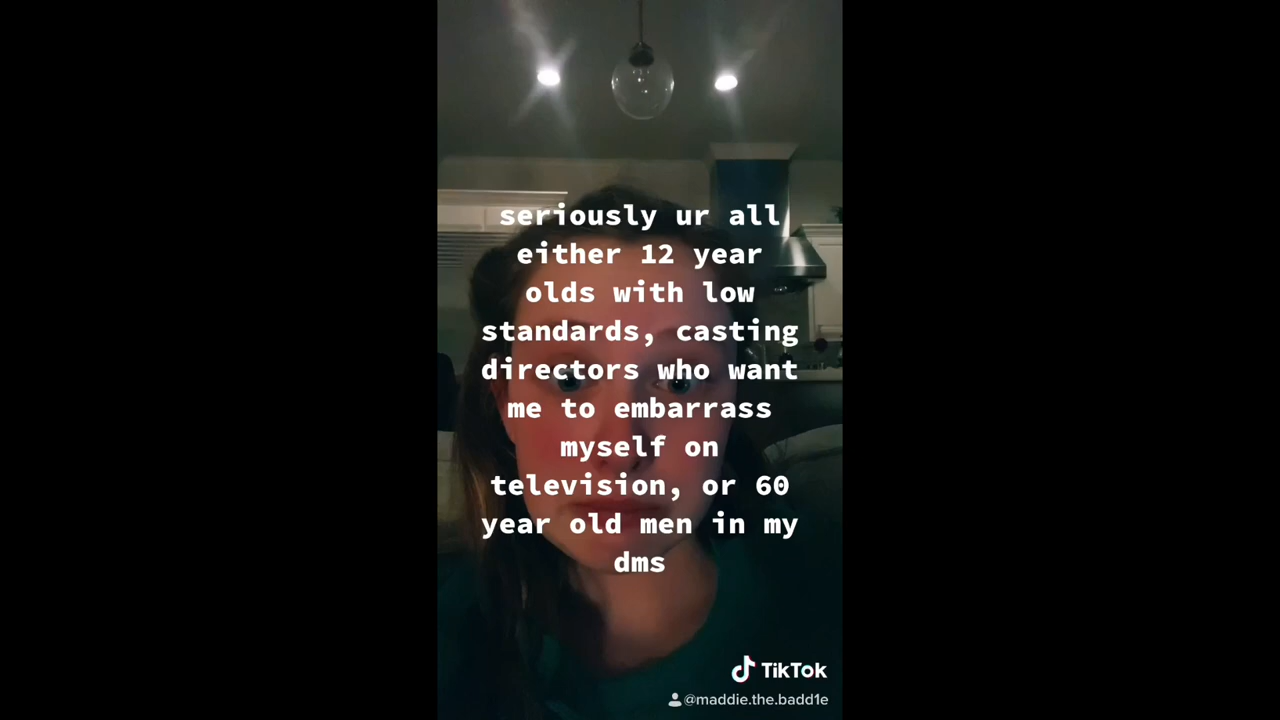 seriously ur all
either 12 year
olds with low
standards, casting
directors who want
me to embarrass
myself on
television, or 60
year old men in my
dms
TikTok
@maddie.the.badd1e